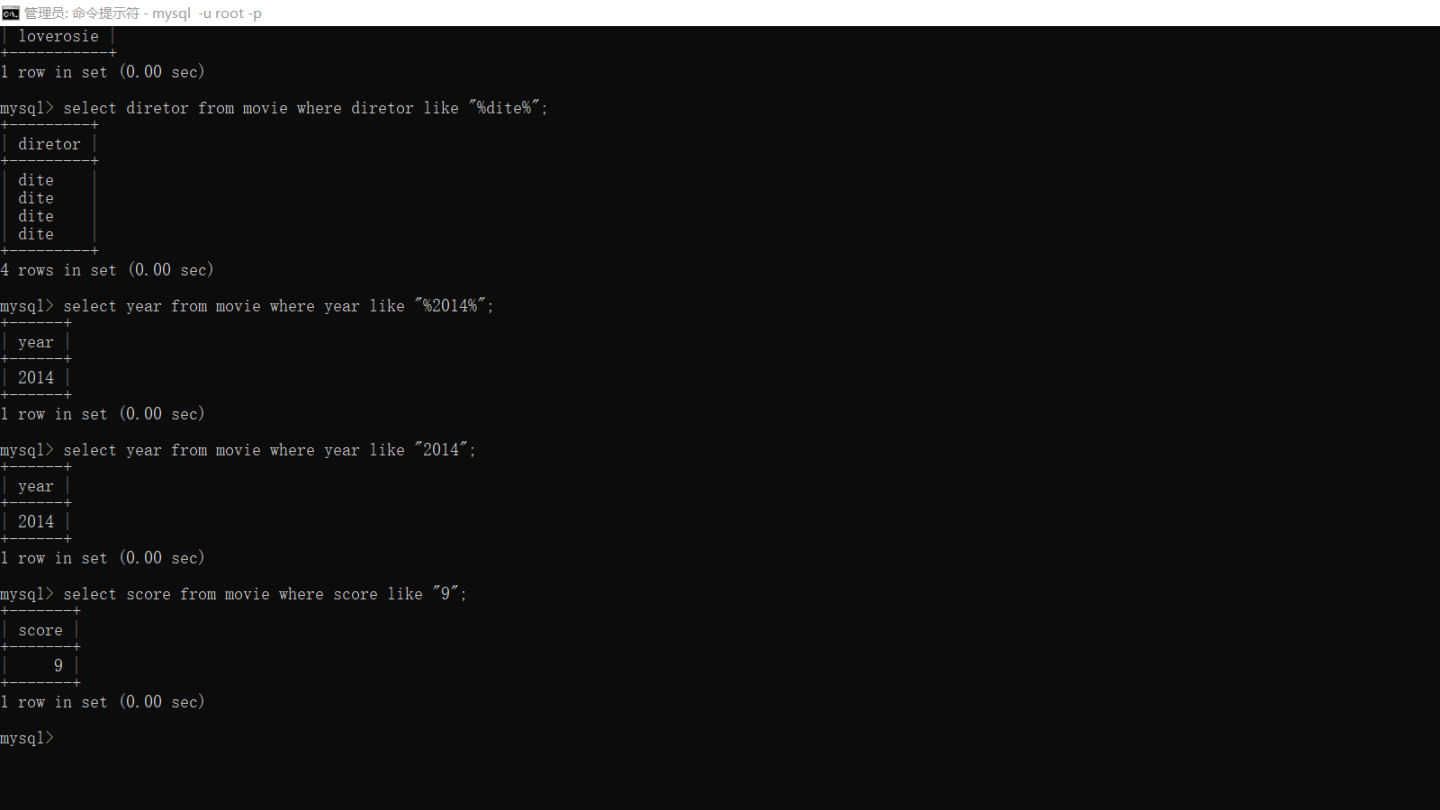 管理员: 命令提示符 - mysql  -u root -p
| loverosie |
+-----------+
1 row in set (0.00 sec)
mysql> select diretor from movie where diretor like "%dite%";
+---------+
| diretor |
+---------+
| dite    |
| dite    |
| dite    |
| dite    |
+---------+
4 rows in set (0.00 sec)
mysql> select year from movie where year like "%2014%";
+------+
| year |
+------+
| 2014 |
+------+
1 row in set (0.00 sec)
mysql> select year from movie where year like "2014";
+------+
| year |
+------+
| 2014 |
+------+
1 row in set (0.00 sec)
mysql> select score from movie where score like "9";
+-------+
| score |
+-------+
|     9 |
+-------+
1 row in set (0.00 sec)
mysql>